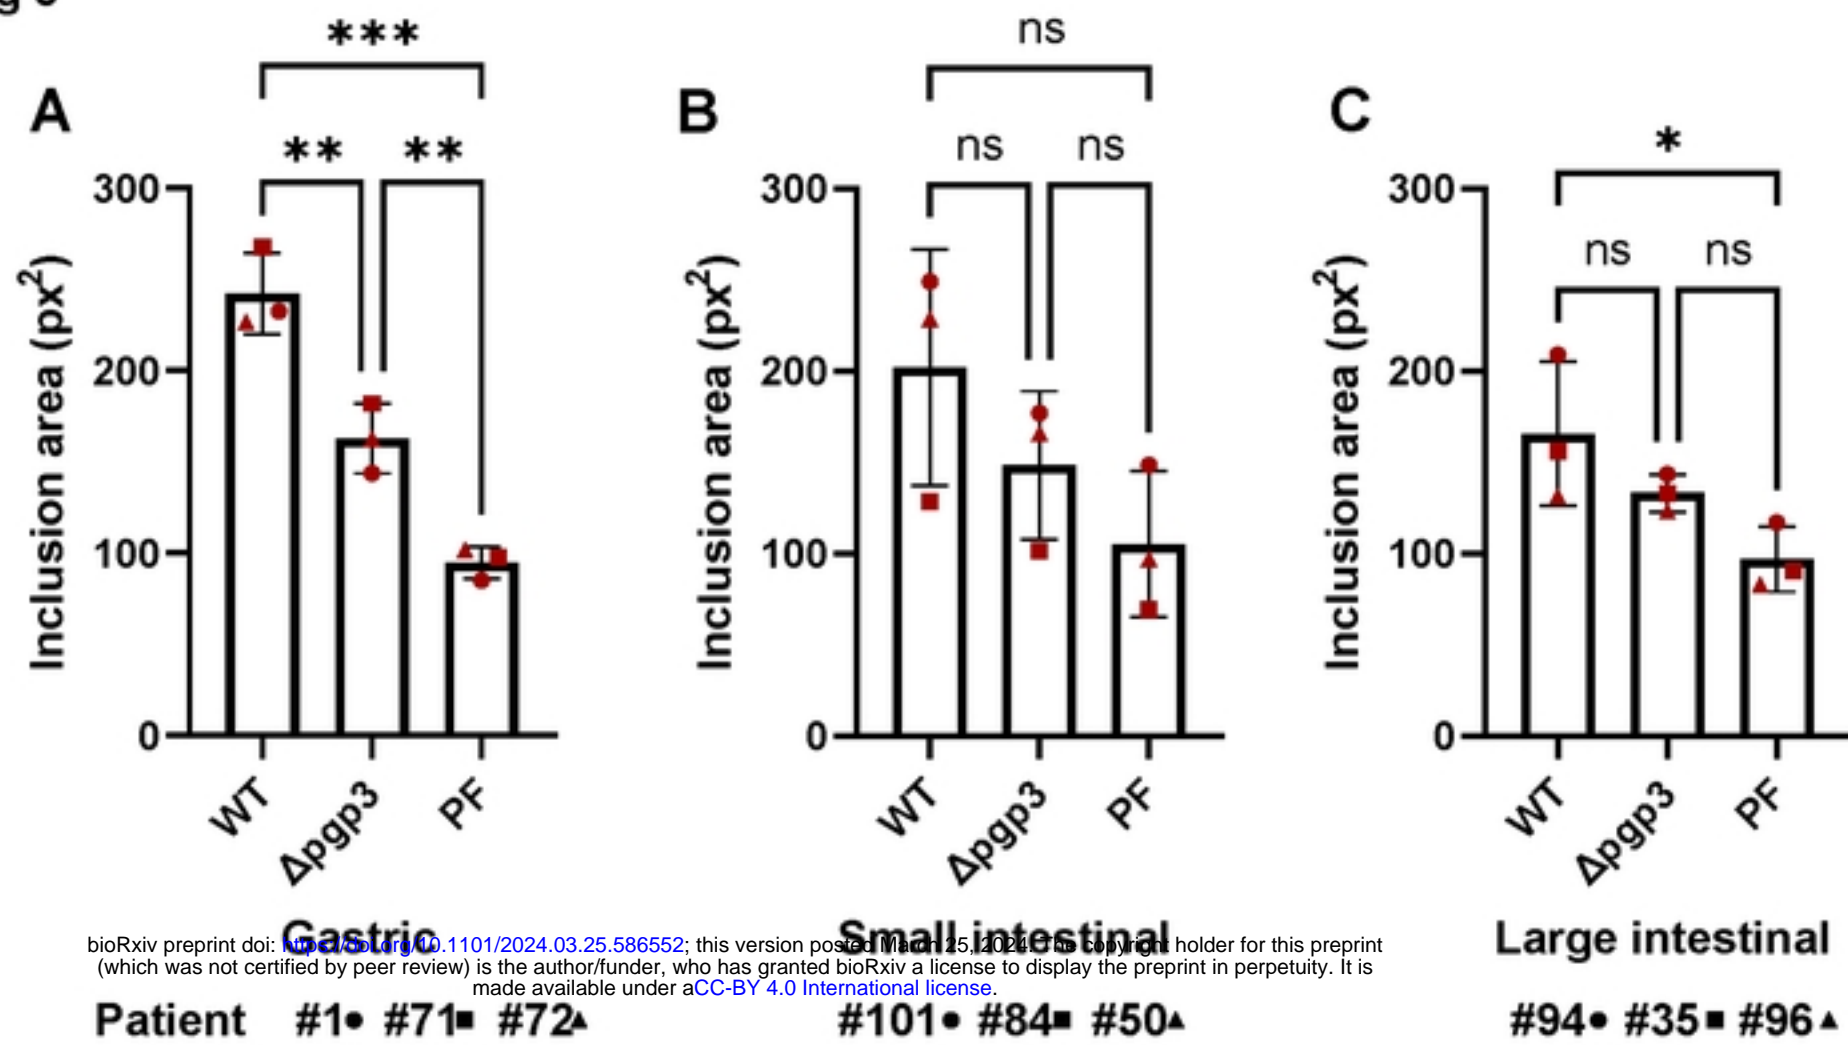 ***
ns
A
B
C
** **
ns ns
*
300
200
100
0
Inclusion area (px²)
300
200
100
0
Inclusion area (px²)
ns ns
300
200
100
0
Inclusion area (px²)
WT Δpgp3 PF
WT Δpgp3 PF
WT Δpgp3 PF
Gastric
Small intestinal
Large intestinal
bioRxiv preprint doi: https://doi.org/10.1101/2024.03.25.586552; this version posted March 25, 2024. The copyright holder for this preprint
(which was not certified by peer review) is the author/funder, who has granted bioRxiv a license to display the preprint in perpetuity. It is
made available under aCC-BY 4.0 International license.
Patient #1● #71■ #72▲
#101● #84■ #50▲
#94● #35■ #96▲